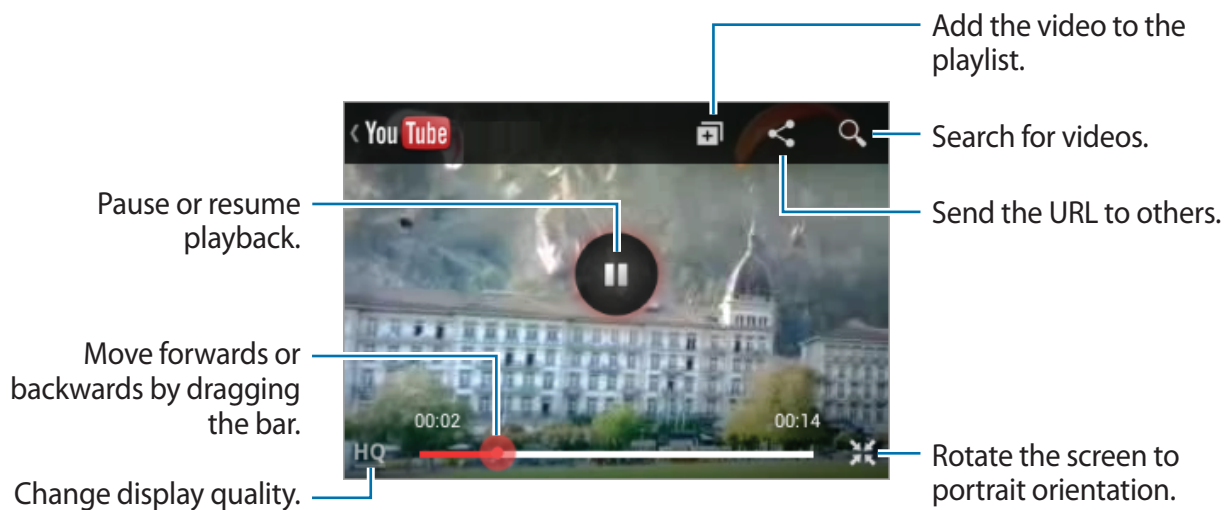 Add the video to the
playlist.
‹ You Tube
Search for videos.
Pause or resume
playback.
Send the URL to others.
Move forwards or
backwards by dragging
the bar.
00:02
00:14
HQ
Rotate the screen to
portrait orientation.
Change display quality.